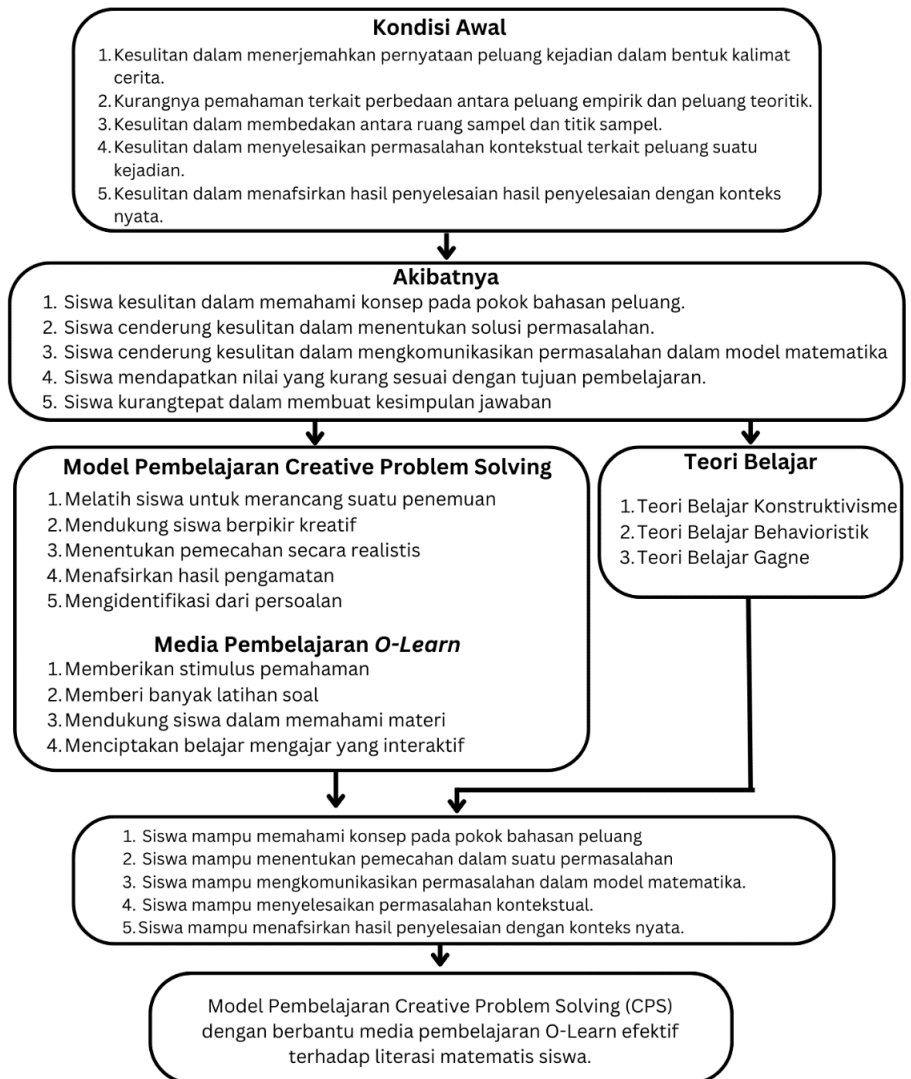 Kondisi Awal
1. Kesulitan dalam menerjemahkan pernyataan peluang kejadian dalam bentuk kalimat
cerita.
2. Kurangnya pemahaman terkait perbedaan antara peluang empirik dan peluang teoritik.
3. Kesulitan dalam membedakan antara ruang sampel dan titik sampel.
4. Kesulitan dalam menyelesaikan permasalahan kontekstual terkait peluang suatu
kejadian.
5. Kesulitan dalam menafsirkan hasil penyelesaian hasil penyelesaian dengan konteks
nyata.
Akibatnya
1. Siswa kesulitan dalam memahami konsep pada pokok bahasan peluang.
2. Siswa cenderung kesulitan dalam menentukan solusi permasalahan.
3. Siswa cenderung kesulitan dalam mengkomunikasikan permasalahan dalam model matematika
4. Siswa mendapatkan nilai yang kurang sesuai dengan tujuan pembelajaran.
5. Siswa kurangtepat dalam membuat kesimpulan jawaban
Model Pembelajaran Creative Problem Solving
1. Melatih siswa untuk merancang suatu penemuan
2. Mendukung siswa berpikir kreatif
3. Menentukan pemecahan secara realistis
4. Menafsirkan hasil pengamatan
5. Mengidentifikasi dari persoalan
Media Pembelajaran O-Learn
1. Memberikan stimulus pemahaman
2. Memberi banyak latihan soal
3. Mendukung siswa dalam memahami materi
4. Menciptakan belajar mengajar yang interaktif
Teori Belajar
1. Teori Belajar Konstruktivisme
2. Teori Belajar Behavioristik
3. Teori Belajar Gagne
1. Siswa mampu memahami konsep pada pokok bahasan peluang
2. Siswa mampu menentukan pemecahan dalam suatu permasalahan
3. Siswa mampu mengkomunikasikan permasalahan dalam model matematika.
4. Siswa mampu menyelesaikan permasalahan kontekstual.
5. Siswa mampu menafsirkan hasil penyelesaian dengan konteks nyata.
Model Pembelajaran Creative Problem Solving (CPS)
dengan berbantu media pembelajaran O-Learn efektif
terhadap literasi matematis siswa.